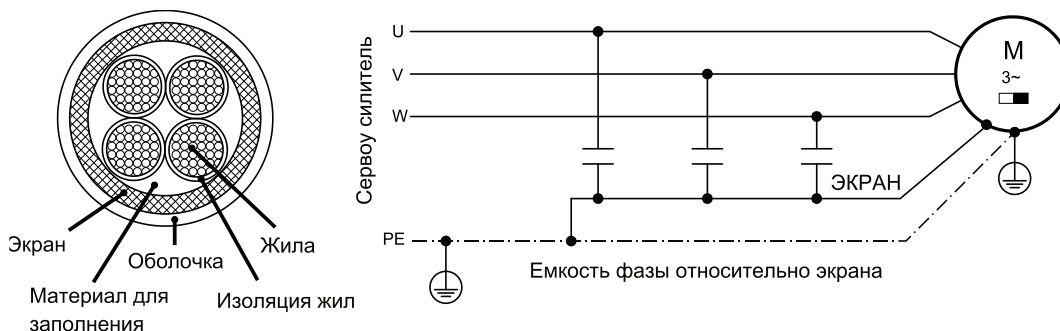 Экран
Оболочка
Жила
Материал для
заполнения
Изоляция жил
Сервоу силитель
U
V
W
PE
M
3~
ЭКРАН
Емкость фазы относительно экрана